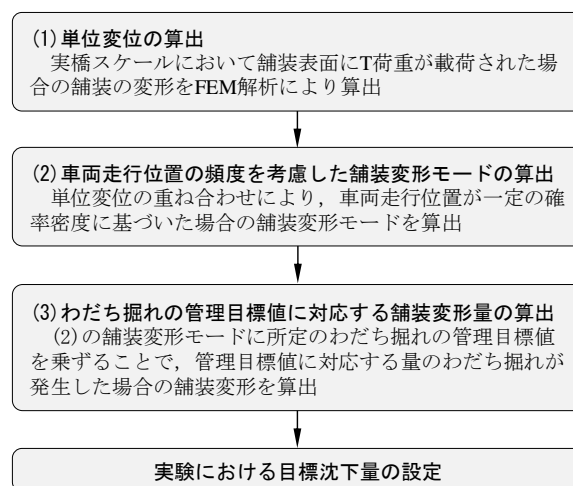 (1)単位変位の算出
実橋スケールにおいて舗装表面にT荷重が載荷された場
合の舗装の変形をFEM解析により算出
(2)車両走行位置の頻度を考慮した舗装変形モードの算出
単位変位の重ね合わせにより，車両走行位置が一定の確
率密度に基づいた場合の舗装変形モードを算出
(3)わだち掘れの管理目標値に対応する舗装変形量の算出
(2)の舗装変形モードに所定のわだち掘れの管理目標値
を乗ずることで，管理目標値に対応する量のわだち掘れが
発生した場合の舗装変形を算出
実験における目標沈下量の設定